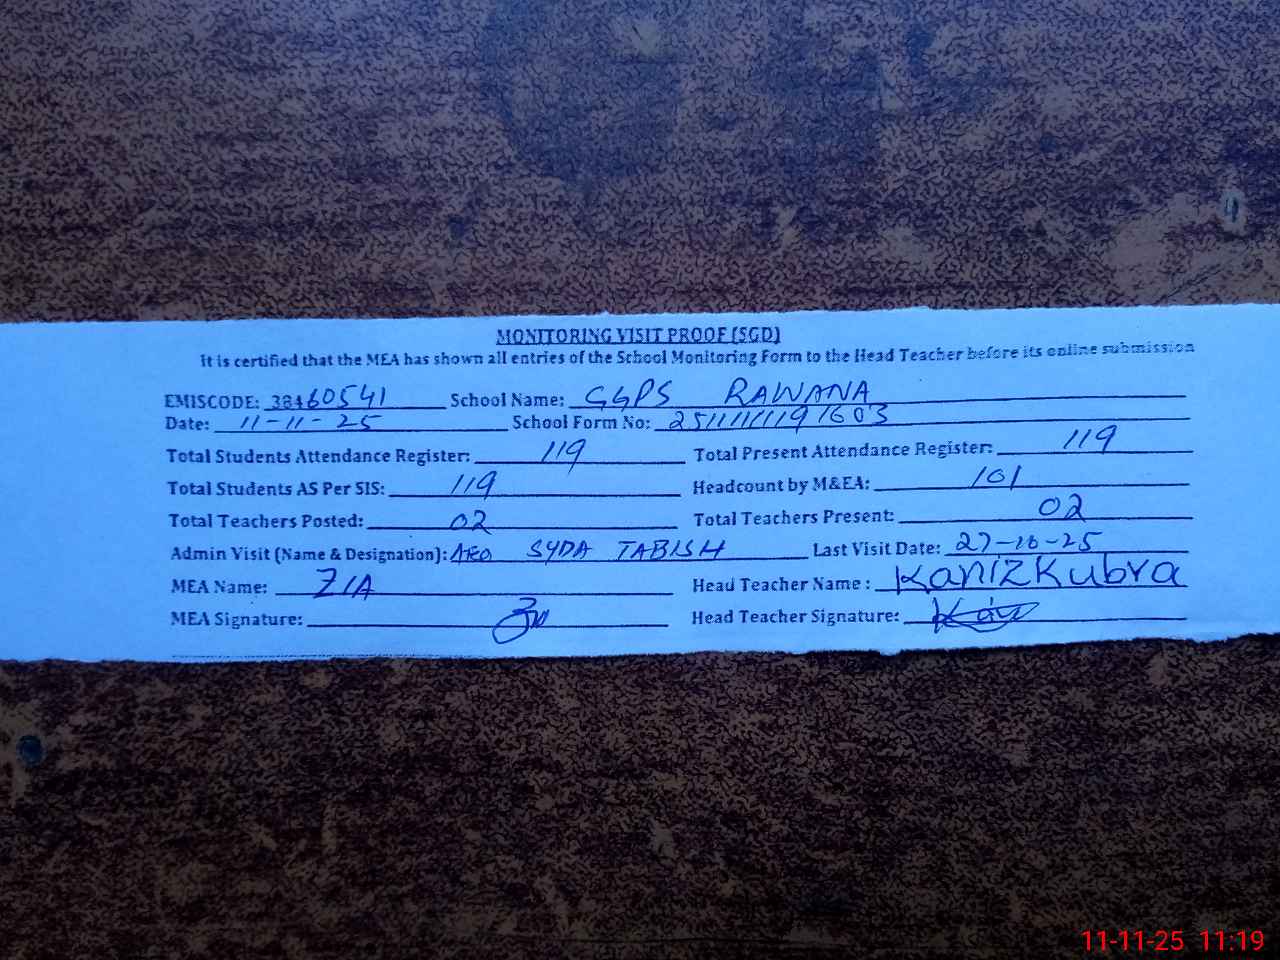 MONITORING VISIT PROOF (SGD)
It is certified that the MEA has shown all entries of the School Monitoring Form to the Head Teacher before its online submission
EMISCODE: 38460541 School Name: GGPS RAWANA
Date: 11-11-25 School Form No:
Total Students Attendance Register: 119 Total Present Attendance Register: 119
Total Students AS Per SIS: 119 Headcount by M&EA: 101
Total Teachers Posted: 02 Total Teachers Present: 02
Admin Visit (Name & Designation): AEO SYDA TABISH Last Visit Date: 27-10-25
MEA Name: ZIA Head Teacher Name : Kaniz Kubra
MEA Signature: Head Teacher Signature:
11-11-25 11:19